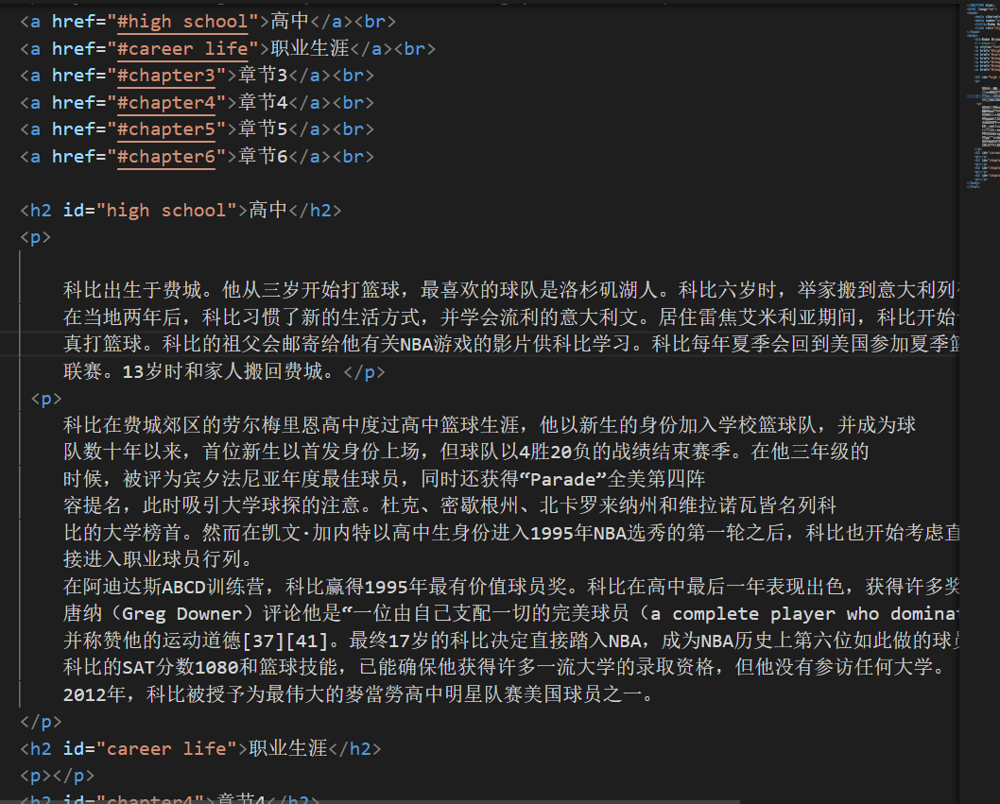 <a href="#high school">高中</a><br>
<a href="#career life">职业生涯</a><br>
<a href="#chapter3">章节3</a><br>
<a href="#chapter4">章节4</a><br>
<a href="#chapter5">章节5</a><br>
<a href="#chapter6">章节6</a><br>
<h2 id="high school">高中</h2>
<p>
科比出生于费城。他从三岁开始打篮球，最喜欢的球队是洛杉矶湖人。科比六岁时，举家搬到意大利列
在当地两年后，科比习惯了新的生活方式，并学会流利的意大利文。居住雷焦艾米利亚期间，科比开始
真打篮球。科比的祖父会邮寄给他有关NBA游戏的影片供科比学习。科比每年夏季会回到美国参加夏季篮
联赛。13岁时和家人搬回费城。</p>
<p>
科比在费城郊区的劳尔梅里恩高中度过高中篮球生涯，他以新生的身份加入学校篮球队，并成为球
队数十年以来，首位新生以首发身份上场，但球队以4胜20负的战绩结束赛季。在他三年级的
时候，被评为宾夕法尼亚年度最佳球员，同时还获得“Parade”全美第四阵
容提名，此时吸引大学球探的注意。杜克、密歇根州、北卡罗来纳州和维拉诺瓦皆名列科
比的大学榜首。然而在凯文·加内特以高中生身份进入1995年NBA选秀的第一轮之后，科比也开始考虑直
接进入职业球员行列。
在阿迪达斯ABCD训练营，科比赢得1995年最有价值球员奖。科比在高中最后一年表现出色，获得许多奖
唐纳（Greg Downer）评论他是“一位由自己支配一切的完美球员（a complete player who dominat
并称赞他的运动道德[37][41]。最终17岁的科比决定直接踏入NBA，成为NBA历史上第六位如此做的球员
科比的SAT分数1080和篮球技能，已能确保他获得许多一流大学的录取资格，但他没有参访任何大学。
2012年，科比被授予为最伟大的麥當勞高中明星队赛美国球员之一。
</p>
<h2 id="career life">职业生涯</h2>
<p></p>
<h2 id="chapter4">章节4</h2>